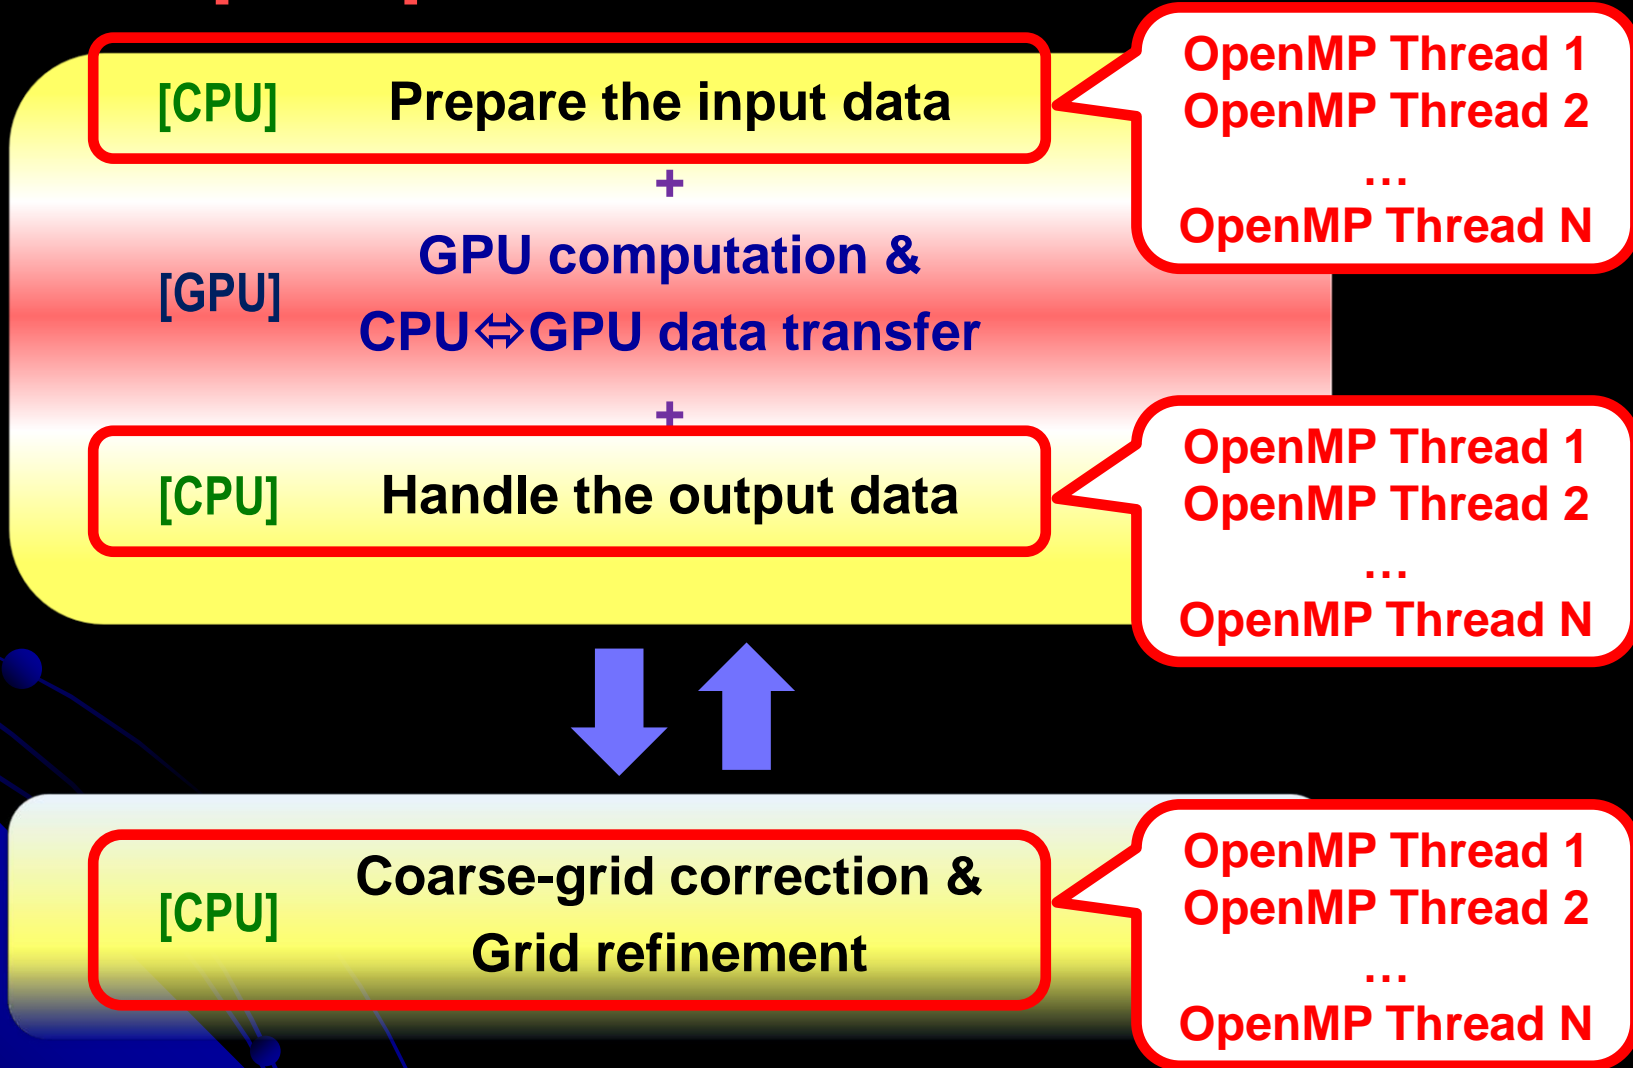 [CPU] Prepare the input data
OpenMP Thread 1
OpenMP Thread 2
…
OpenMP Thread N
+
[GPU] GPU computation &
CPU⇔GPU data transfer
+
[CPU] Handle the output data
OpenMP Thread 1
OpenMP Thread 2
…
OpenMP Thread N
[CPU] Coarse-grid correction &
Grid refinement
OpenMP Thread 1
OpenMP Thread 2
…
OpenMP Thread N